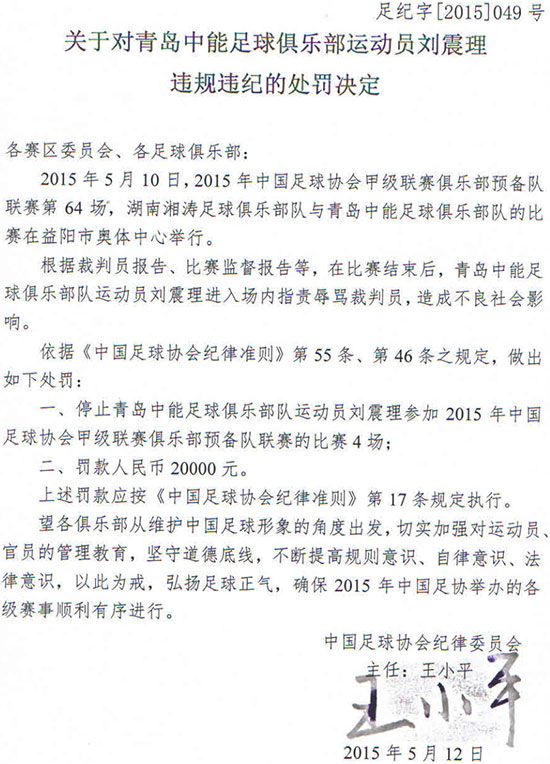 足纪字[2015]049号
关于对青岛中能足球俱乐部运动员刘震理
违规违纪的处罚决定
各赛区委员会、各足球俱乐部：
2015年5月10日，2015年中国足球协会甲级联赛俱乐部预备队
联赛第64场，湖南湘涛足球俱乐部队与青岛中能足球俱乐部队的比
赛在益阳市奥体中心举行。
根据裁判员报告、比赛监督报告等，在比赛结束后，青岛中能足
球俱乐部队运动员刘震理进入场内指责辱骂裁判员，造成不良社会影
响。
依据《中国足球协会纪律准则》第55条、第46条之规定，做出
如下处罚：
一、停止青岛中能足球俱乐部队运动员刘震理参加2015年中国
足球协会甲级联赛俱乐部预备队联赛的比赛4场；
二、罚款人民币20000元。
上述罚款应按《中国足球协会纪律准则》第17条规定执行。
望各俱乐部从维护中国足球形象的角度出发，切实加强对运动员、
官员的管理教育，坚守道德底线，不断提高规则意识、自律意识、法
律意识，以此为戒，弘扬足球正气，确保2015年中国足协举办的各
级赛事顺利有序进行。
中国足球协会纪律委员会
主任：王小平
王小平
2015年5月12日